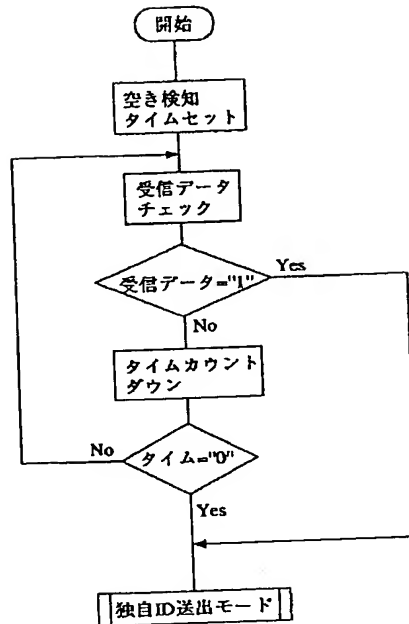 開始
空き検知
タイムセット
受信データ
チェック
受信データ="1"
Yes
No
タイムカウント
ダウン
No
タイム="0"
Yes
独自ID送出モード